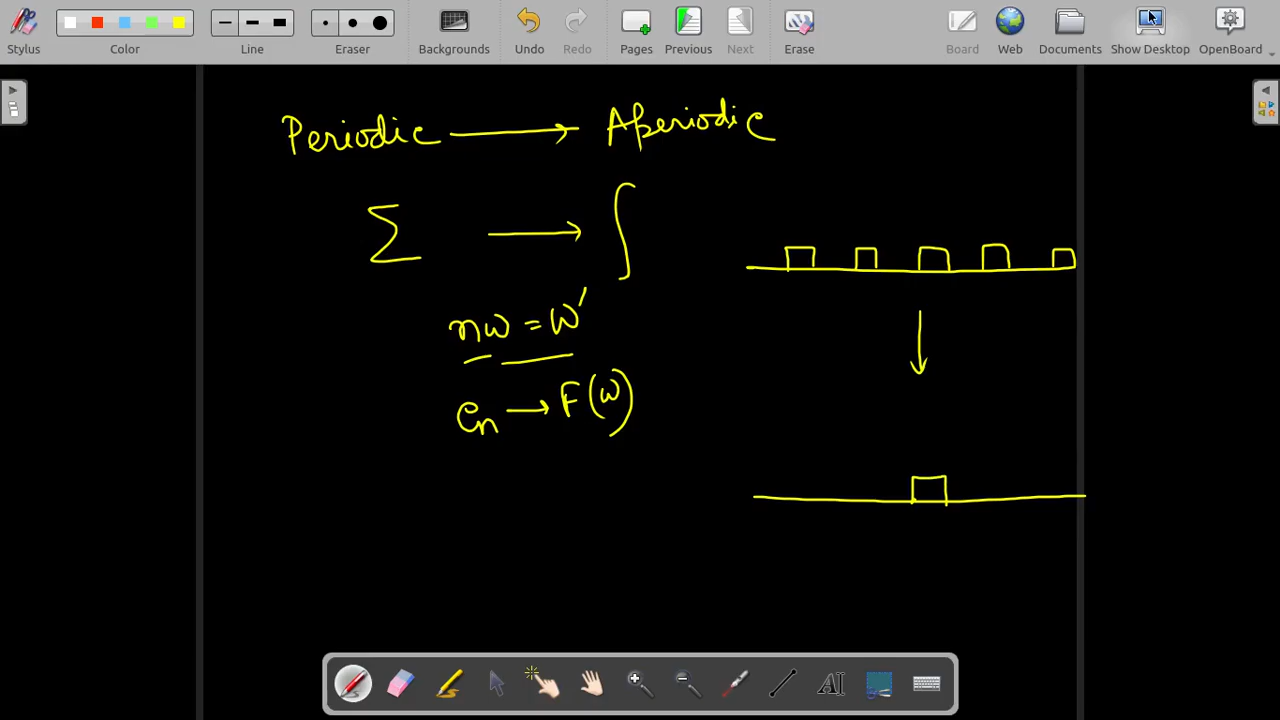 Stylus Color Line Eraser Backgrounds Undo Redo Pages Previous Next Erase Board Web Documents Show Desktop OpenBoard
Periodic → Aperiodic
Σ → ∫
nω = ω'
Cn → F(ω)
AI